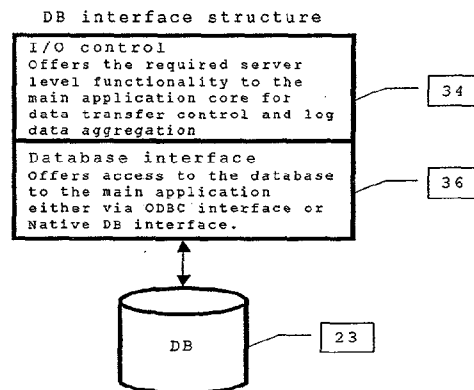 DB interface structure
I/O control
Offers the required server
level functionality to the
main application core for
data transfer control and log
data aggregation
34
Database interface
Offers access to the database
to the main application
either via ODBC interface or
Native DB interface.
36
DB
23